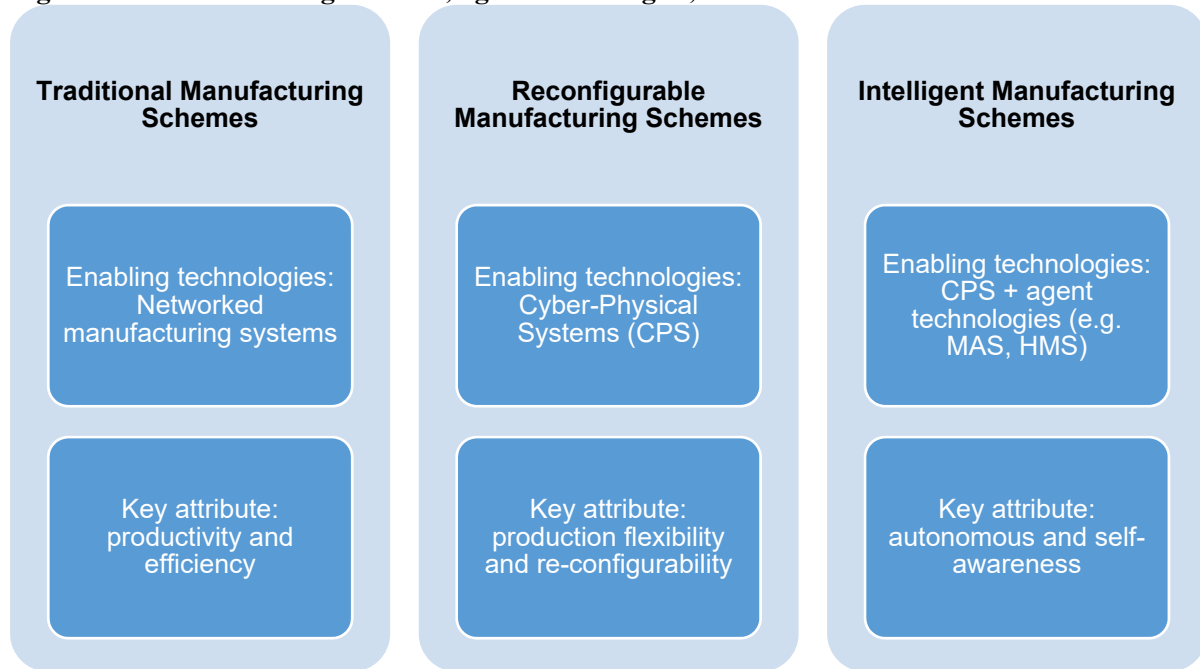 Traditional Manufacturing
Schemes
Enabling technologies:
Networked
manufacturing systems
Key attribute:
productivity and
efficiency
Reconfigurable
Manufacturing Schemes
Enabling technologies:
Cyber-Physical
Systems (CPS)
Key attribute:
production flexibility
and re-configurability
Intelligent Manufacturing
Schemes
Enabling technologies:
CPS + agent
technologies (e.g.
MAS, HMS)
Key attribute:
autonomous and self-
awareness